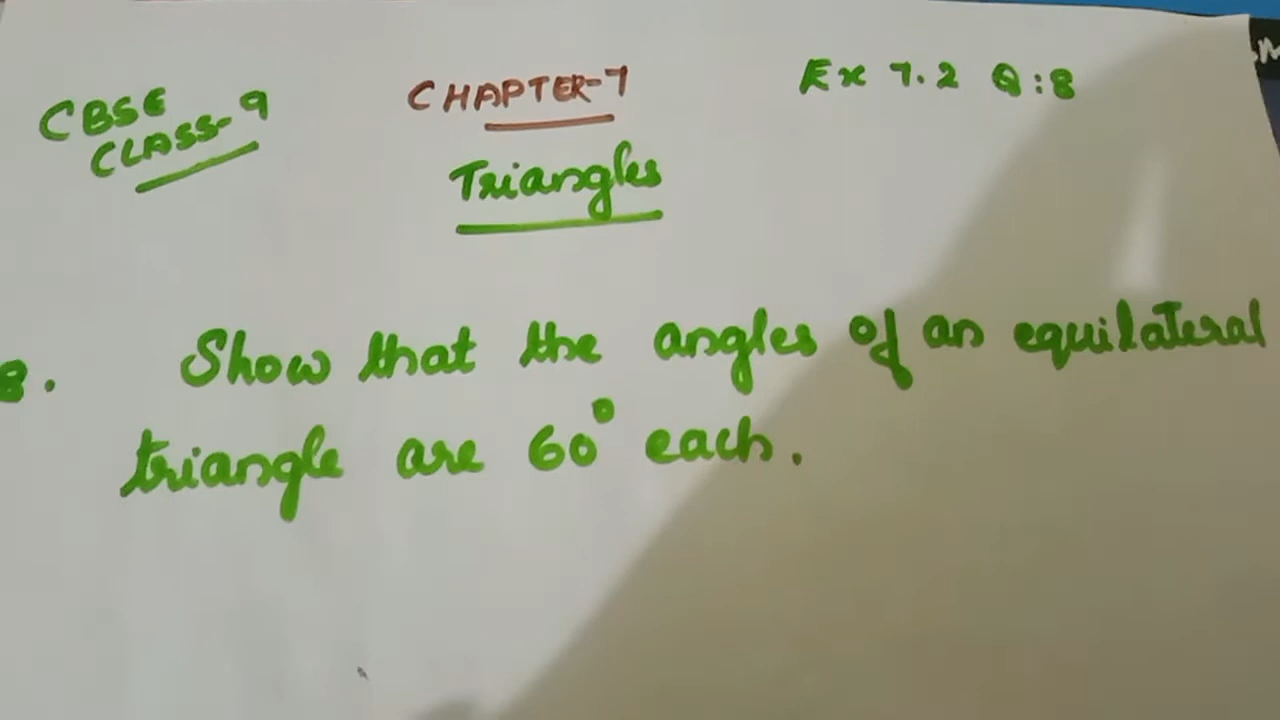 CBSE
CLASS-9
CHAPTER-7
Ex 7.2 Q:8
Triangles
8. Show that the angles of an equilateral
triangle are 60° each.